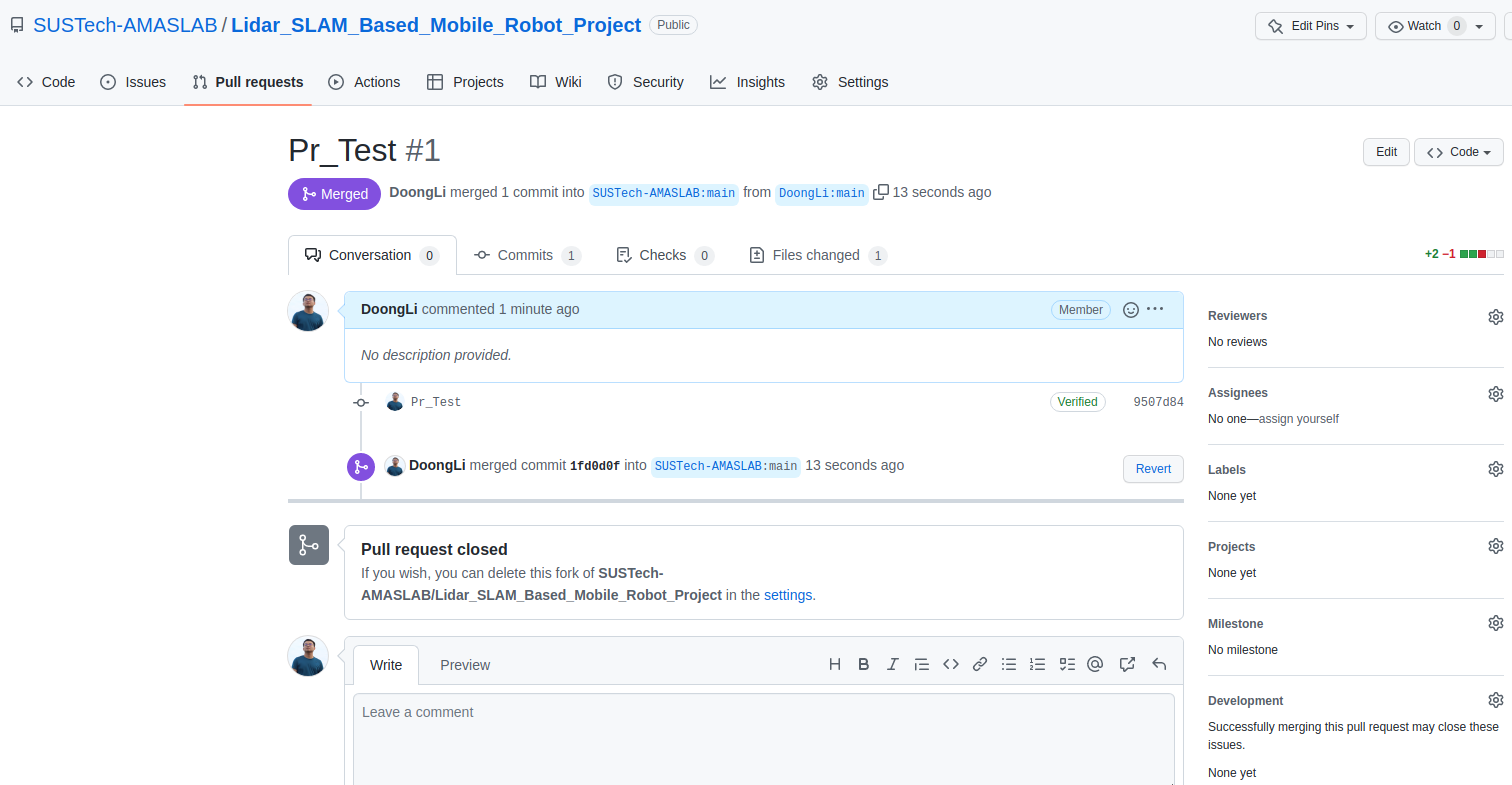 SUSTech-AMASLAB / Lidar_SLAM_Based_Mobile_Robot_Project Public Edit Pins Watch 0
Code Issues Pull requests Actions Projects Wiki Security Insights Settings
Pr_Test #1 Edit Code
Merged DoongLi merged 1 commit into SUSTech-AMASLAB:main from DoongLi:main 13 seconds ago
Conversation 0 Commits 1 Checks 0 Files changed 1 +2 −1
DoongLi commented 1 minute ago Member
No description provided.
Pr_Test Verified 9507d84
DoongLi merged commit 1fd0d0f into SUSTech-AMASLAB:main 13 seconds ago Revert
Pull request closed
If you wish, you can delete this fork of SUSTech-
AMASLAB/Lidar_SLAM_Based_Mobile_Robot_Project in the settings.
Write Preview
Leave a comment
Reviewers
No reviews
Assignees
No one—assign yourself
Labels
None yet
Projects
None yet
Milestone
No milestone
Development
Successfully merging this pull request may close these
issues.
None yet